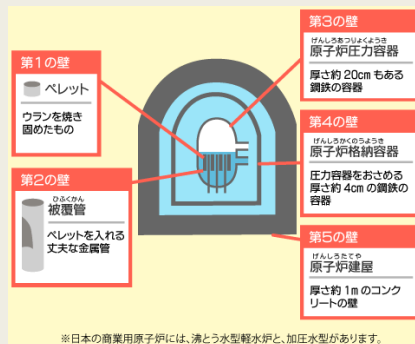 第1の壁
ペレット
ウランを焼き
固めたもの
第2の壁
ひふくかん
被覆管
ペレットを入れる
丈夫な金属管
第3の壁
げんしろあつりょくようき
原子炉圧力容器
厚さ約20cmもある
鋼鉄の容器
第4の壁
げんしろかくのうようき
原子炉格納容器
圧力容器をおさめる
厚さ約4cmの鋼鉄の
容器
第5の壁
げんしろたてや
原子炉建屋
厚さ約1mのコンク
リートの壁
※日本の商業用原子炉には、沸とう水型軽水炉と、加圧水型があります。